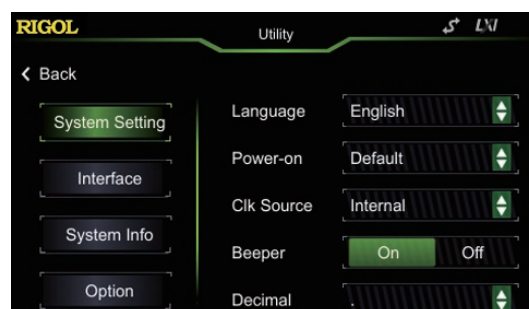 RIGOL
Utility
LXI
Back
System Setting
Interface
System Info
Option
Language English
Power-on Default
Clk Source Internal
Beeper On Off
Decimal .